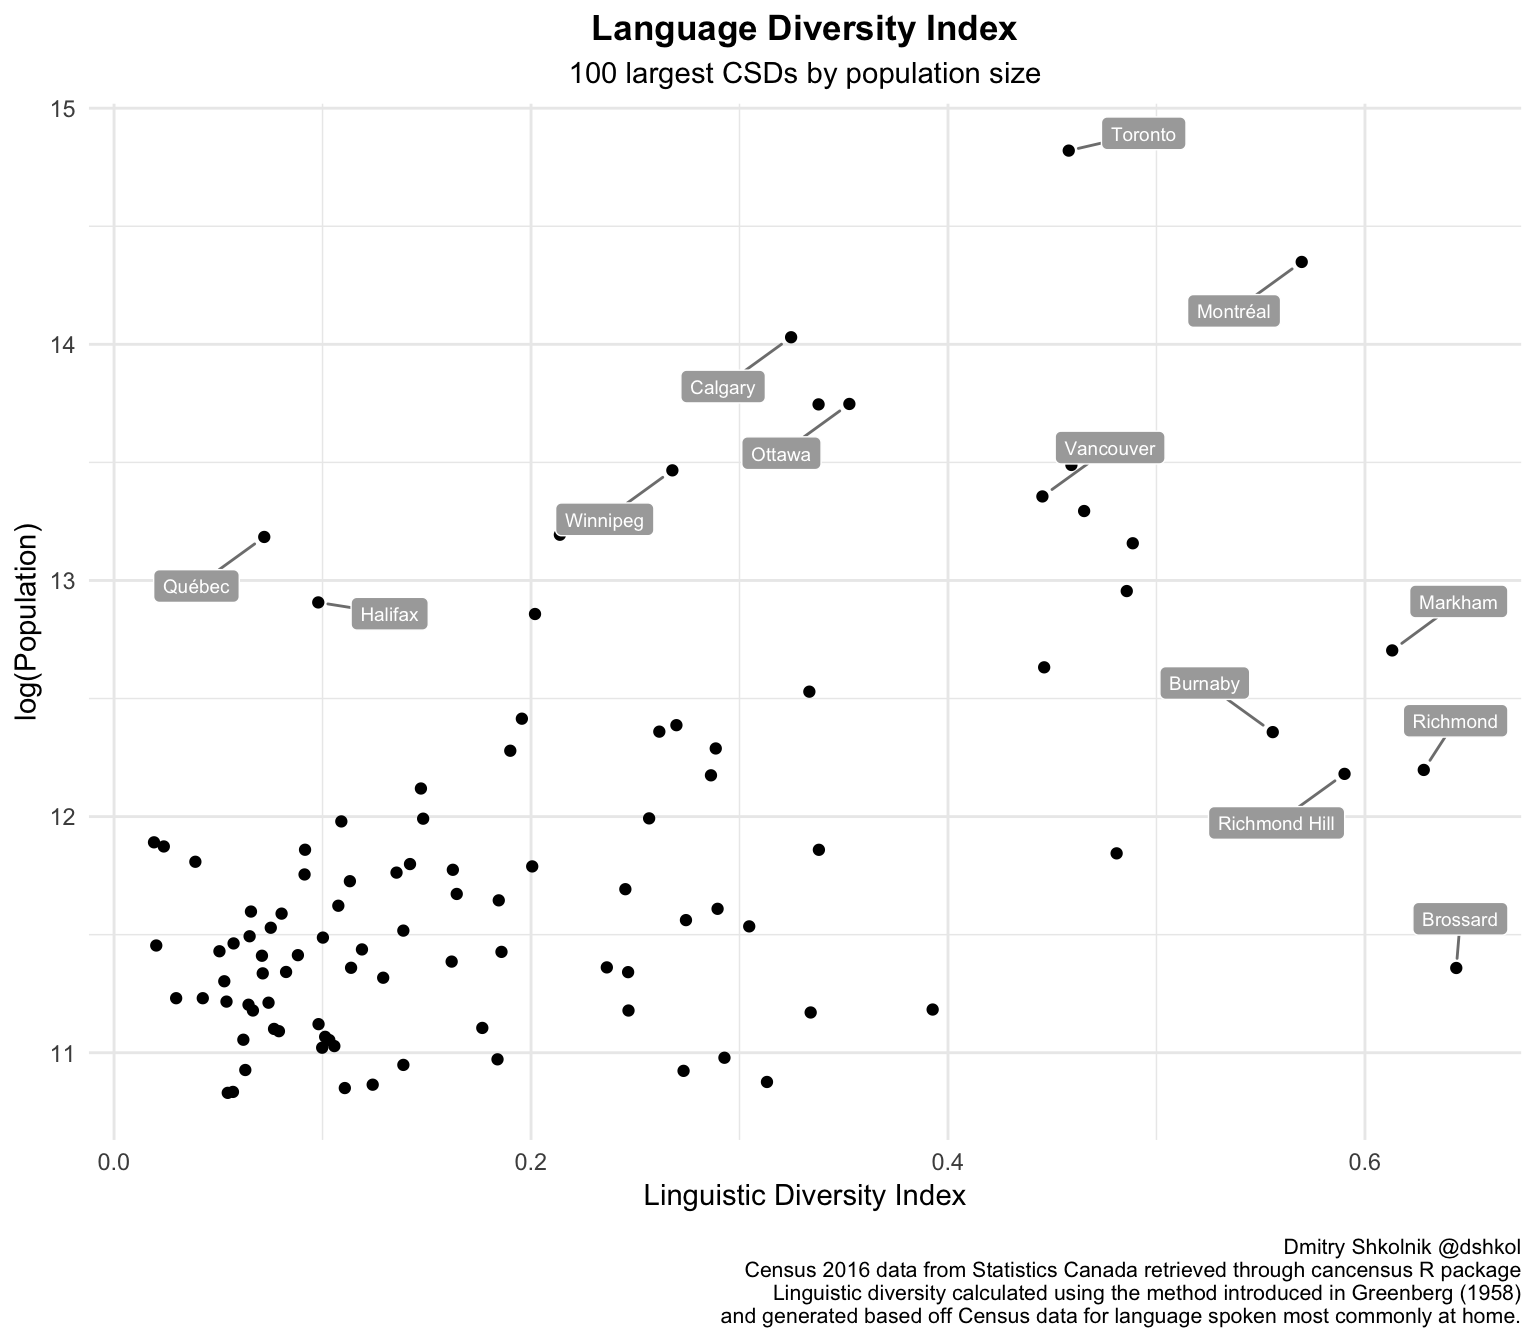 Language Diversity Index
100 largest CSDs by population size
15
Toronto
Montréal
14
Calgary
Vancouver
Ottawa
Winnipeg
log(Population)
13
Québec
Halifax
Markham
Burnaby
Richmond
12
Richmond Hill
Brossard
11
0.0 0.2 0.4 0.6
Linguistic Diversity Index
Dmitry Shkolnik @dshkol
Census 2016 data from Statistics Canada retrieved through cancensus R package
Linguistic diversity calculated using the method introduced in Greenberg (1958)
and generated based off Census data for language spoken most commonly at home.